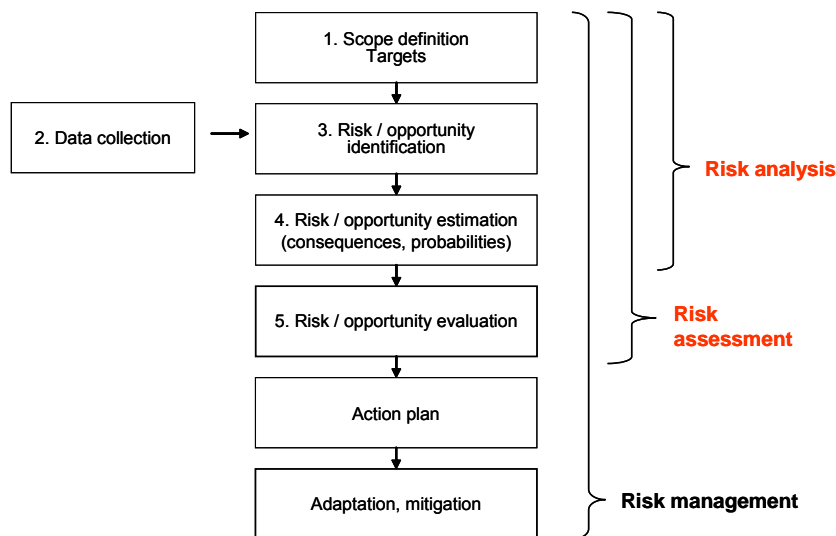 1. Scope definition
Targets
2. Data collection
3. Risk / opportunity
identification
Risk analysis
4. Risk / opportunity estimation
(consequences, probabilities)
5. Risk / opportunity evaluation
Risk
assessment
Action plan
Adaptation, mitigation
Risk management